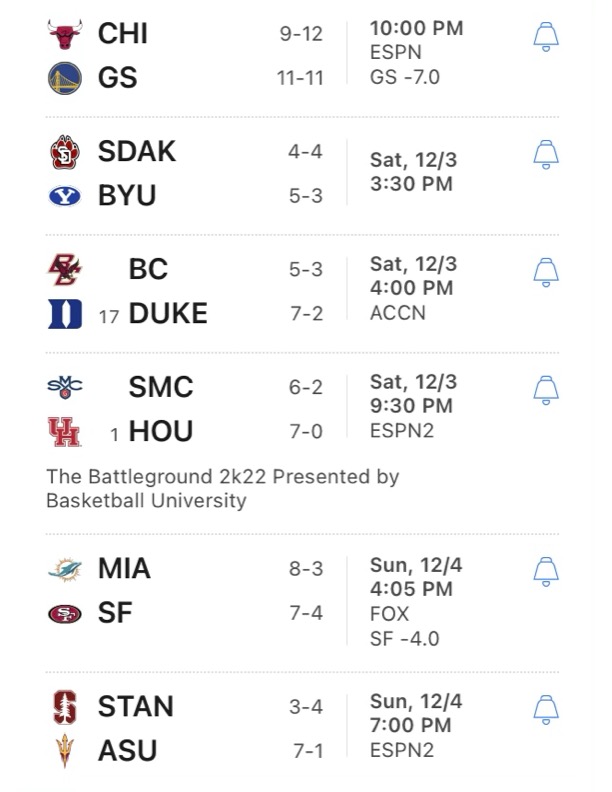 CHI 9-12 10:00 PM
ESPN
GS 11-11 GS -7.0
SDAK 4-4 Sat, 12/3
BYU 5-3 3:30 PM
BC 5-3 Sat, 12/3
4:00 PM
17 DUKE 7-2 ACCN
SMC 6-2 Sat, 12/3
9:30 PM
1 HOU 7-0 ESPN2
The Battleground 2k22 Presented by
Basketball University
MIA 8-3 Sun, 12/4
4:05 PM
SF 7-4 FOX
SF -4.0
STAN 3-4 Sun, 12/4
7:00 PM
ASU 7-1 ESPN2